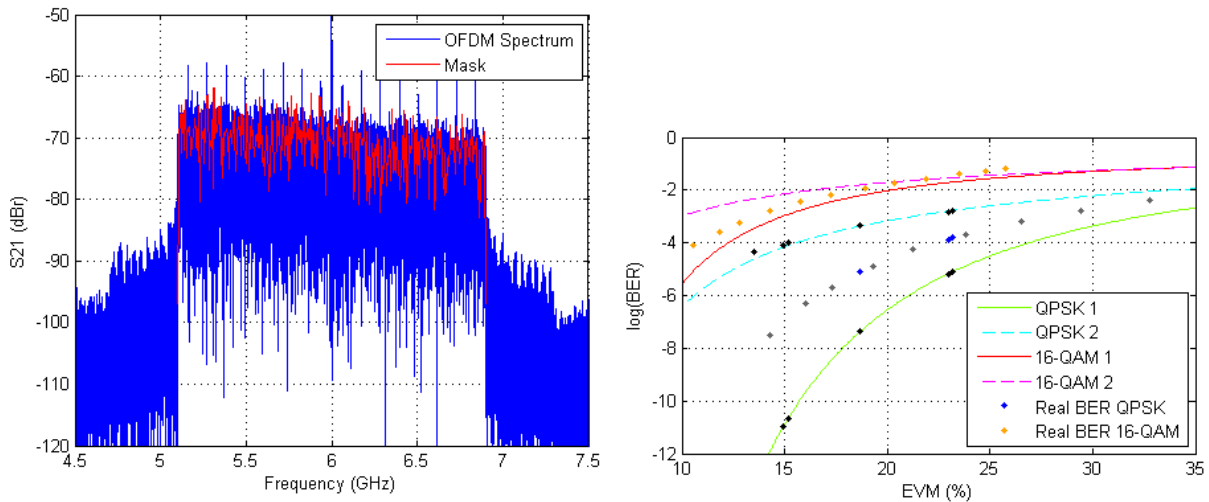 -50
-60
-70
-80
-90
-100
-110
-120
S21 (dBr)
4.5
5
5.5
6
6.5
7
7.5
Frequency (GHz)
OFDM Spectrum
Mask
0
-2
-4
-6
-8
-10
-12
log(BER)
10
15
20
25
30
35
EVM (%)
QPSK 1
QPSK 2
16-QAM 1
16-QAM 2
Real BER QPSK
Real BER 16-QAM